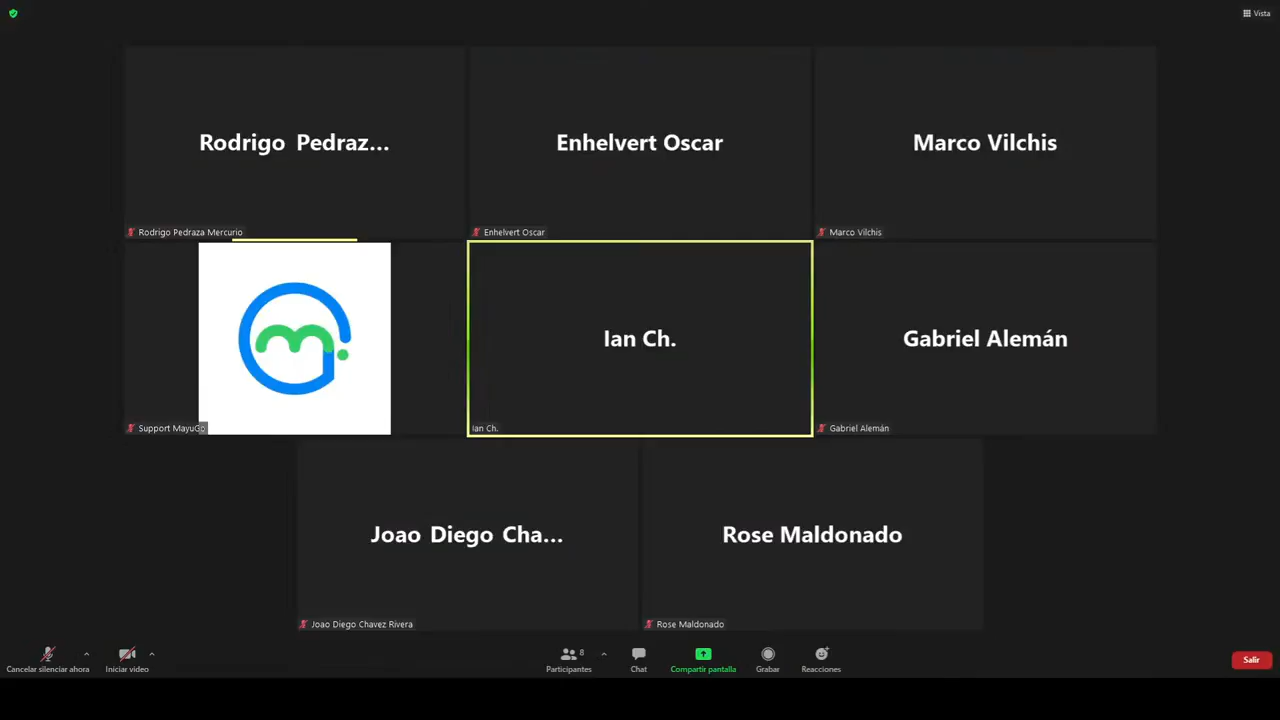 Vista
Rodrigo Pedraz...
Enhelvert Oscar
Marco Vilchis
Rodrigo Pedraza Mercurio
Enhelvert Oscar
Marco Vilchis
Ian Ch.
Gabriel Alemán
Support MayuGo
Ian Ch.
Gabriel Alemán
Joao Diego Cha...
Rose Maldonado
Joao Diego Chavez Rivera
Rose Maldonado
8
Cancelar silenciar ahora
Iniciar video
Participantes
Chat
Compartir pantalla
Grabar
Reacciones
Salir